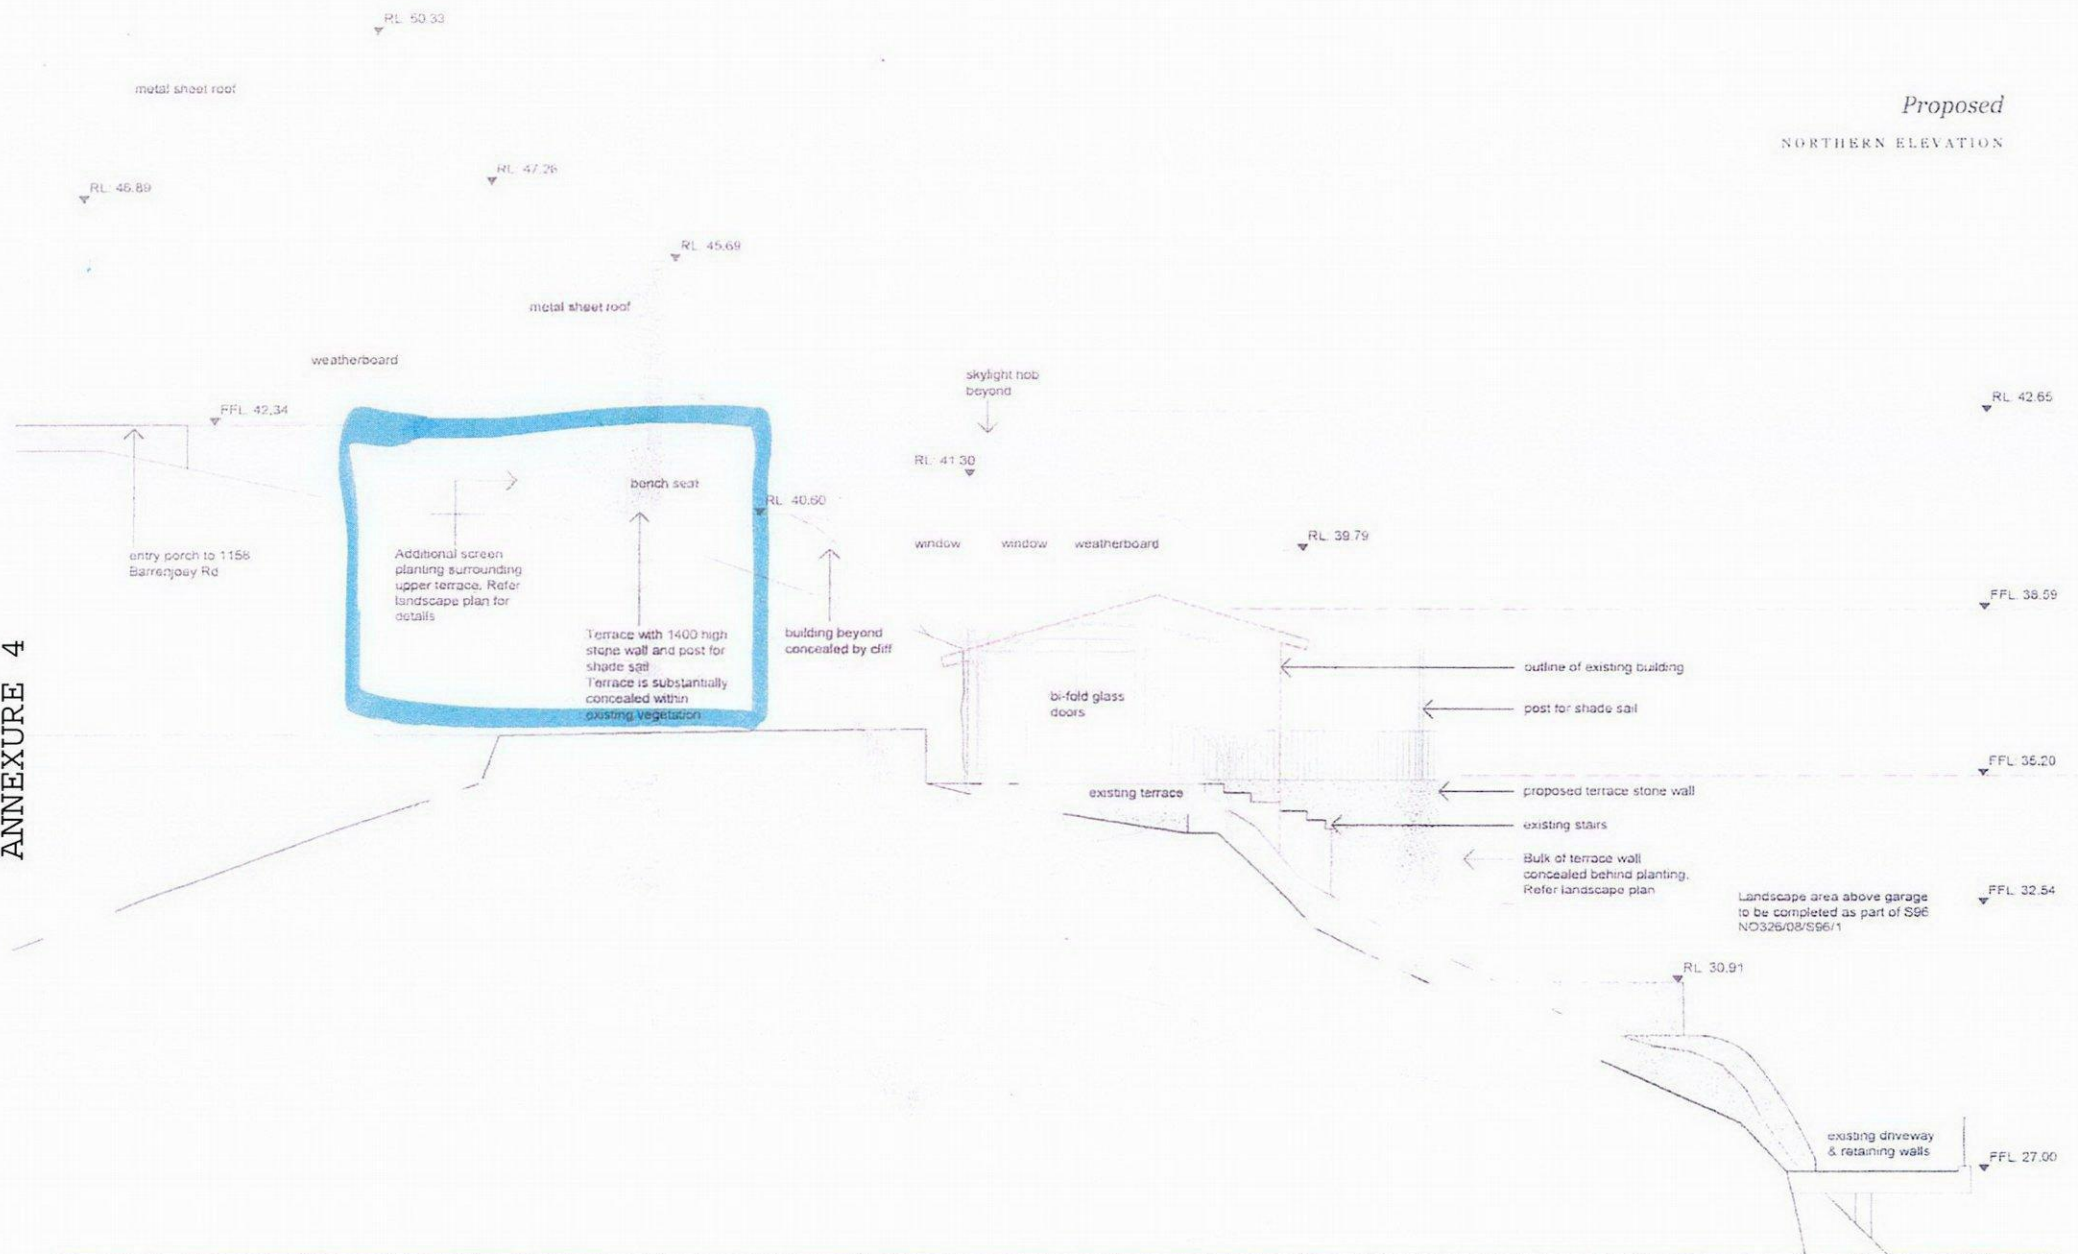 RL: 50.33
metal sheet roof
Proposed
NORTHERN ELEVATION
RL: 47.26
RL: 46.89
RL: 45.69
metal sheet roof
weatherboard
skylight hob
beyond
RL: 42.65
FFL: 42.34
RL: 41.30
bench seat
RL: 40.60
window
window
weatherboard
RL: 39.79
entry porch to 1156
Barrenjoey Rd
Additional screen
planting surrounding
upper terrace. Refer
landscape plan for
details
FFL: 38.59
Terrace with 1400 high
stone wall and post for
shade sail
Terrace is substantially
concealed within
existing vegetation
building beyond
concealed by cliff
outline of existing building
bi-fold glass
doors
post for shade sail
FFL: 35.20
existing terrace
proposed terrace stone wall
existing stairs
Bulk of terrace wall
concealed behind planting.
Refer landscape plan
Landscape area above garage
to be completed as part of S96
NO326/08/S96/1
FFL: 32.54
RL: 30.91
existing driveway
& retaining walls
FFL: 27.00
ANNEXURE 4